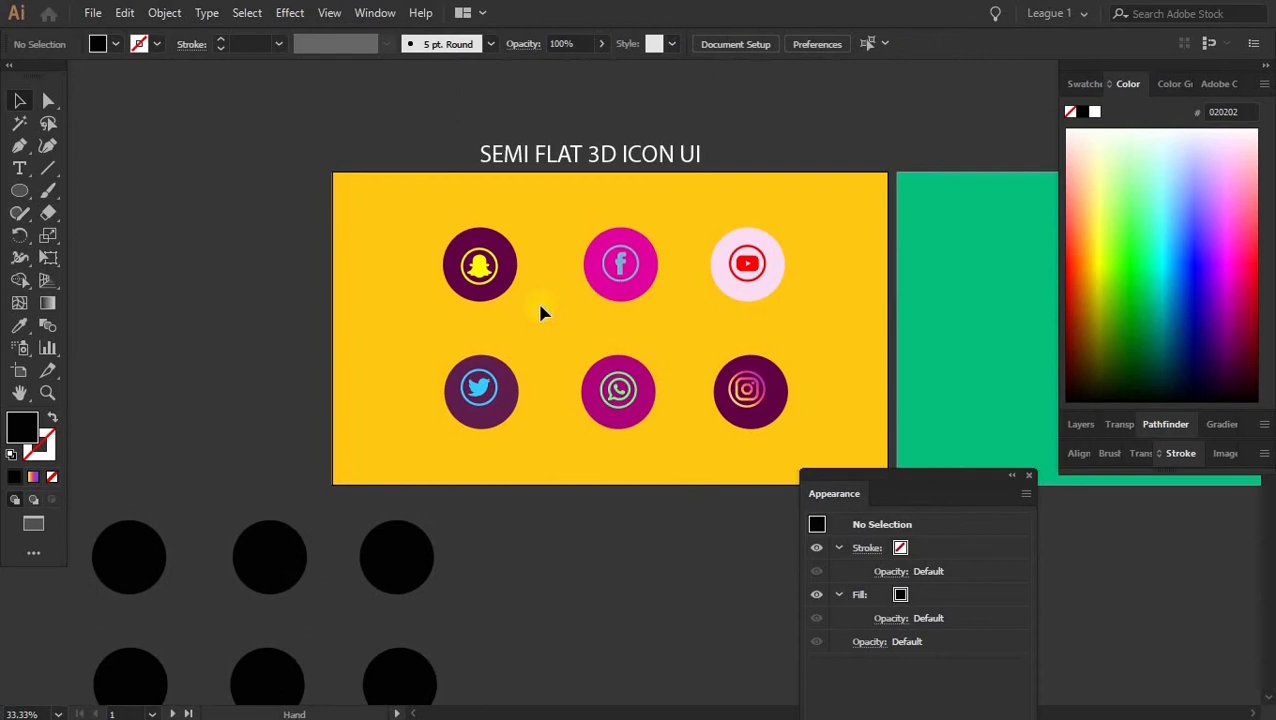 Ai File Edit Object Type Select Effect View Window Help League 1 Search Adobe Stock
No Selection Stroke: 5 pt. Round Opacity: 100% Style: Document Setup Preferences
Swatche Color Color G Adobe C
# 020202
SEMI FLAT 3D ICON UI
Layers Transp Pathfinder Gradier
Align Brush Trans Stroke Image
Appearance
No Selection
Stroke:
Opacity: Default
Fill:
Opacity: Default
Opacity: Default
33.33% 1 Hand